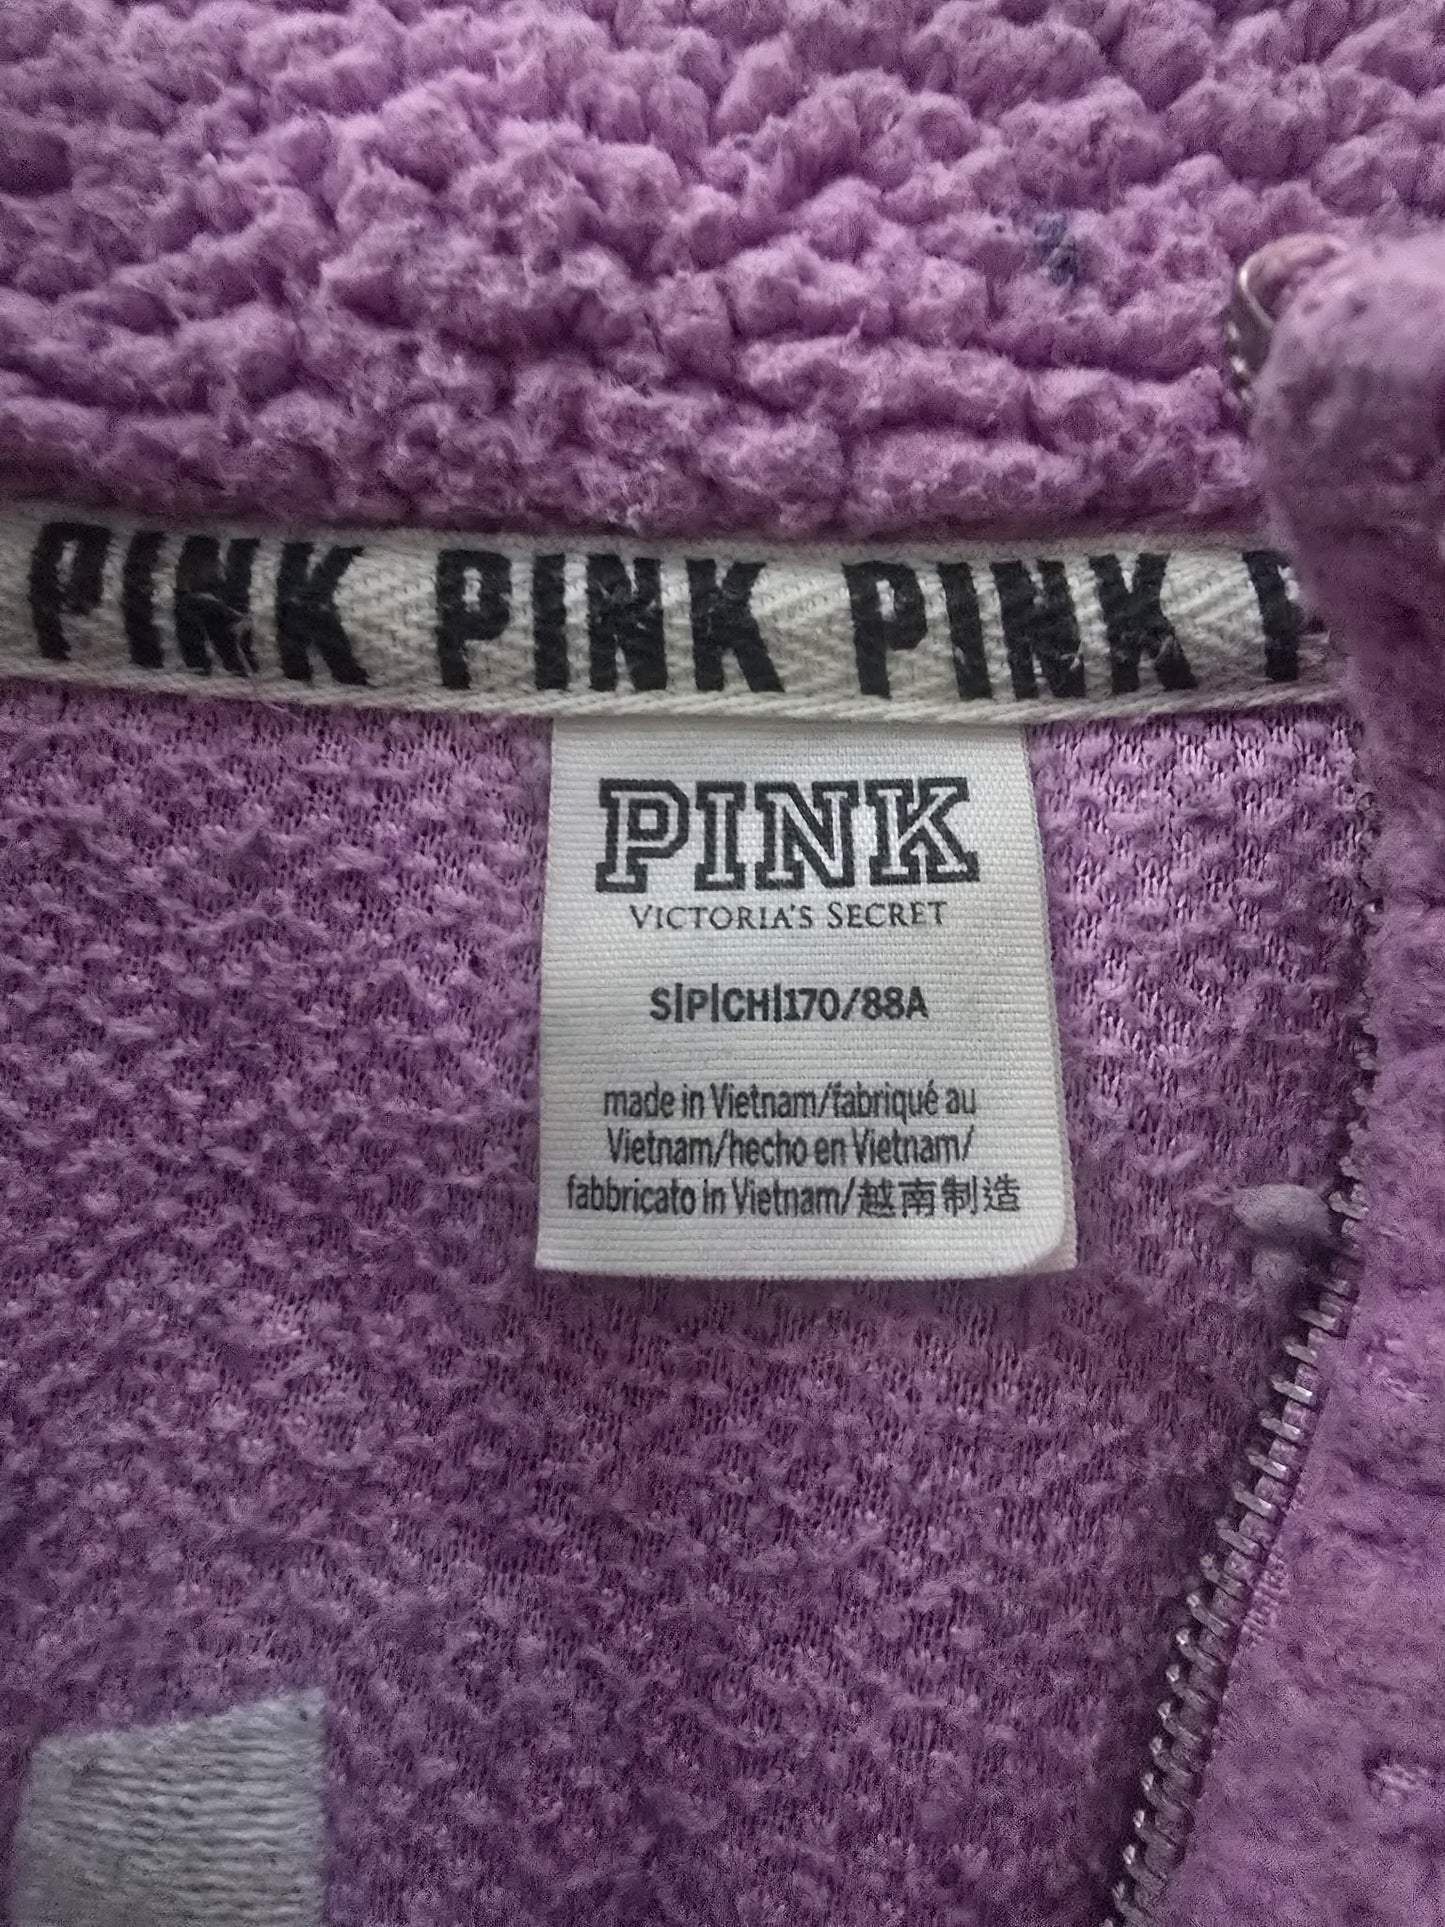 PINK PINK PINK P
PINK
VICTORIA'S SECRET
S|P|CH|170/88A
made in Vietnam/fabriqué au
Vietnam/hecho en Vietnam/
fabbricato in Vietnam/越南制造